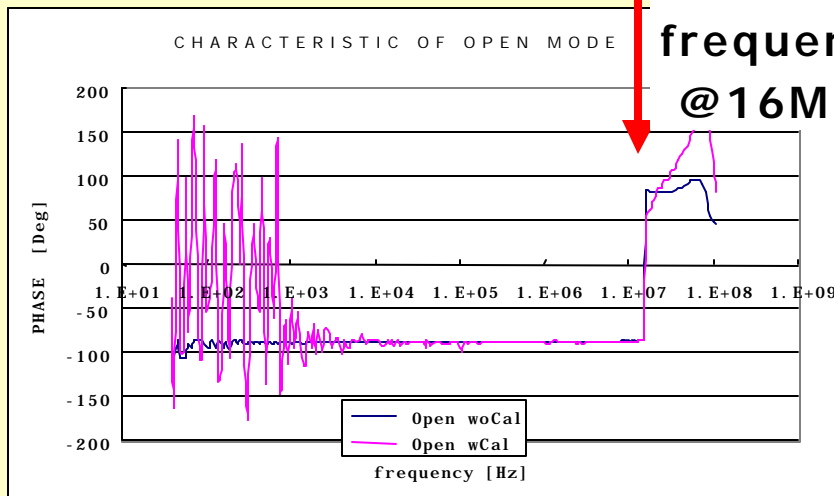 CHARACTERISTIC OF OPEN MODE
frequen
@16M
200
150
100
50
0
-50
-100
-150
-200
PHASE [Deg]
1.E+01 1.E+02 1.E+03 1.E+04 1.E+05 1.E+06 1.E+07 1.E+08 1.E+09
Open woCal
Open wCal
frequency [Hz]